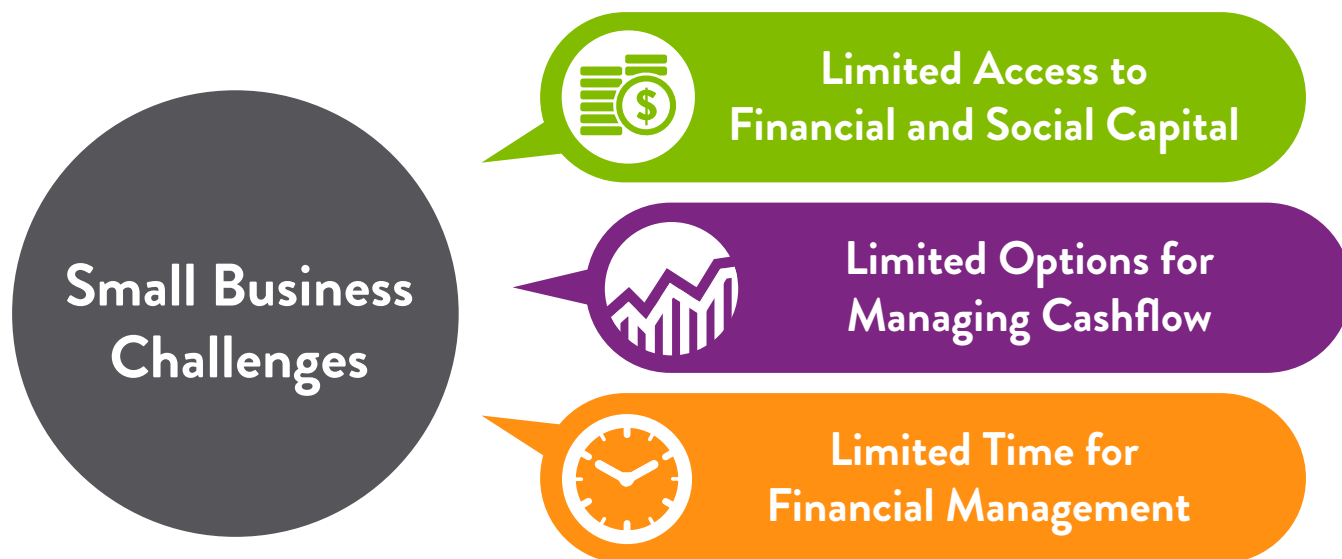 Small Business
Challenges
$
Limited Access to
Financial and Social Capital
Limited Options for
Managing Cashflow
Limited Time for
Financial Management